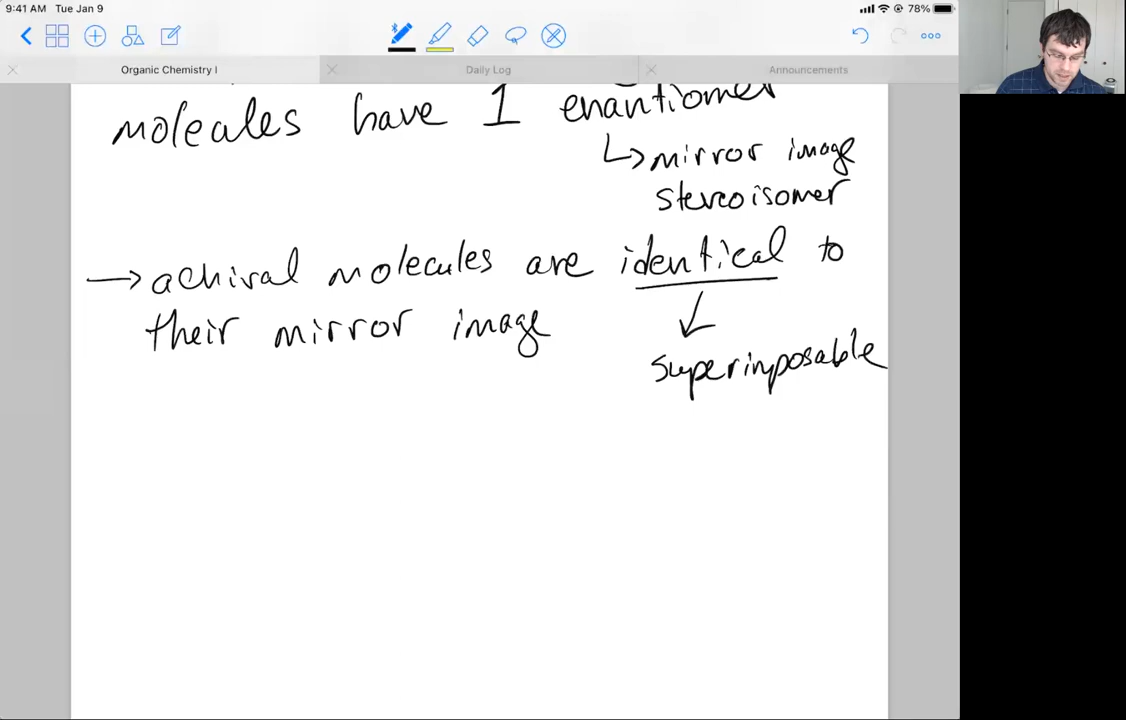 9:41 AM Tue Jan 9
78%
Organic Chemistry I
Daily Log
Announcements
molecules have 1 enantiomer
↳ mirror image
stereoisomer
→ achiral molecules are identical to
their mirror image
↓
superimposable